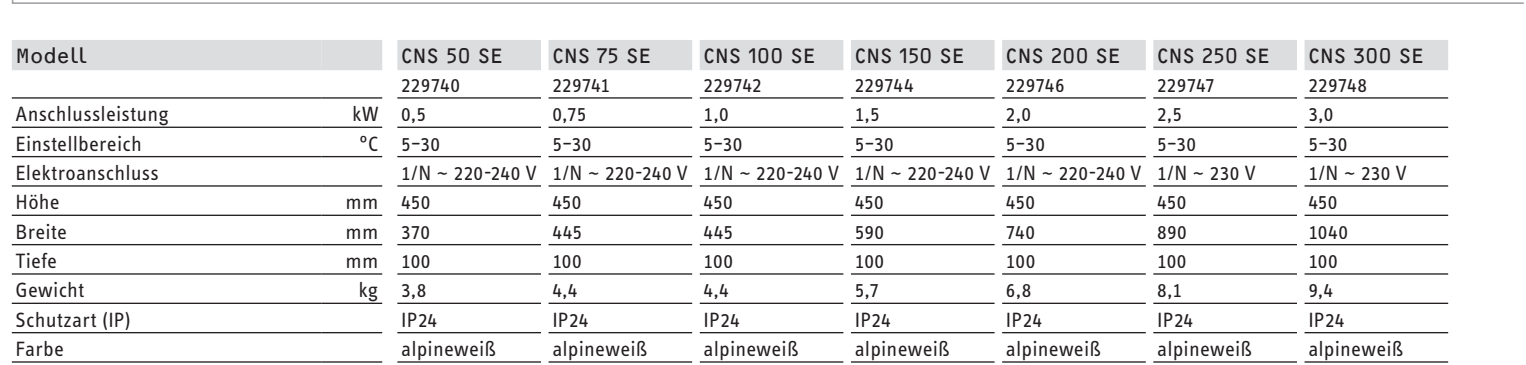 Modell CNS 50 SE CNS 75 SE CNS 100 SE CNS 150 SE CNS 200 SE CNS 250 SE CNS 300 SE
229740 229741 229742 229744 229746 229747 229748
Anschlussleistung kW 0,5 0,75 1,0 1,5 2,0 2,5 3,0
Einstellbereich °C 5-30 5-30 5-30 5-30 5-30 5-30 5-30
Elektroanschluss 1/N ~ 220-240 V 1/N ~ 220-240 V 1/N ~ 220-240 V 1/N ~ 220-240 V 1/N ~ 220-240 V 1/N ~ 230 V 1/N ~ 230 V
Höhe mm 450 450 450 450 450 450 450
Breite mm 370 445 445 590 740 890 1040
Tiefe mm 100 100 100 100 100 100 100
Gewicht kg 3,8 4,4 4,4 5,7 6,8 8,1 9,4
Schutzart (IP) IP24 IP24 IP24 IP24 IP24 IP24 IP24
Farbe alpineweiß alpineweiß alpineweiß alpineweiß alpineweiß alpineweiß alpineweiß